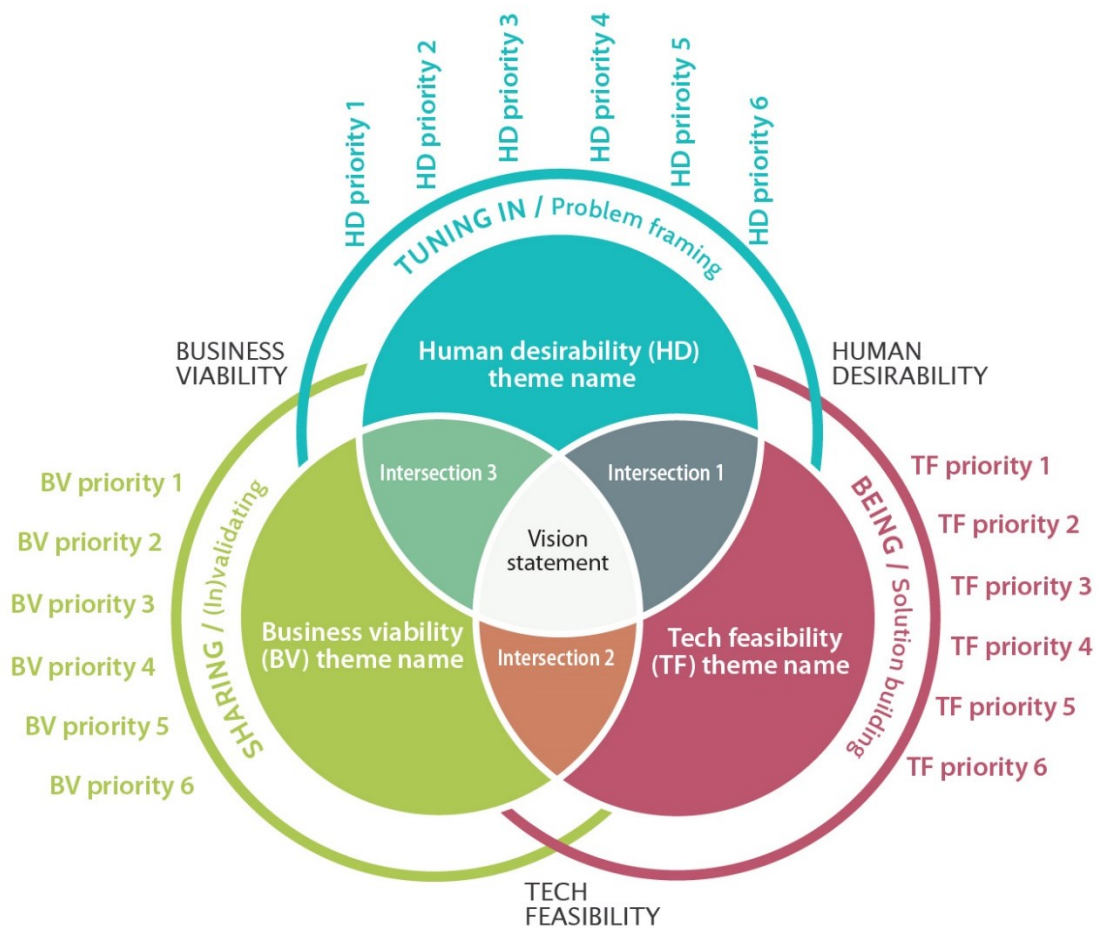 HD priority 1
HD priority 2
HD priority 3
HD priority 4
HD priroity 5
HD priority 6
TUNING IN / Problem framing
BUSINESS
VIABILITY
HUMAN
DESIRABILITY
Human desirability (HD)
theme name
Intersection 3
Intersection 1
Vision
statement
BV priority 1
BV priority 2
BV priority 3
BV priority 4
BV priority 5
BV priority 6
SHARING / (In)validating
Business viability
(BV) theme name
Intersection 2
Tech feasibility
(TF) theme name
BEING / Solution building
TF priority 1
TF priority 2
TF priority 3
TF priority 4
TF priority 5
TF priority 6
TECH
FEASIBILITY